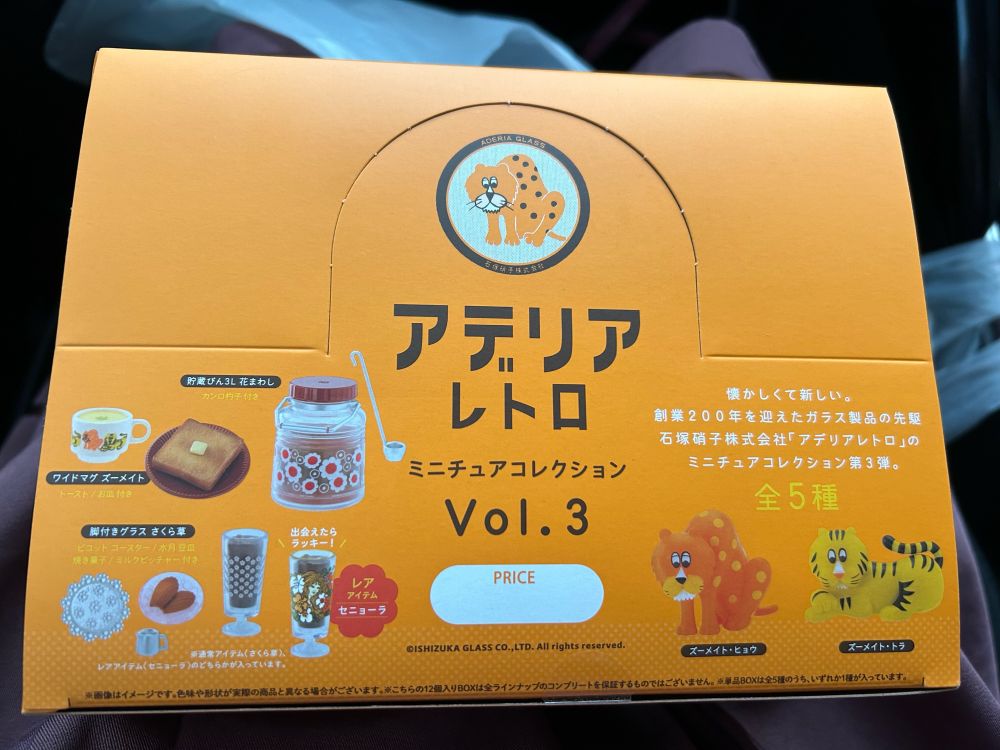 ADERIA GLASS
石塚硝子株式会社
アデリア
レトロ
ミニチュアコレクション
Vol.3
PRICE
©ISHIZUKA GLASS CO.,LTD. All rights reserved.
貯蔵びん3L 花まわし
カンロ杓子付き
ワイドマグ ズーメイト
トースト/お皿付き
脚付きグラス さくら草
ピコット コースター/水月 豆皿
焼き菓子/ミルクピッチャー付き
出会えたら
ラッキー!
レア
アイテム
セニョーラ
※通常アイテム(さくら草)、
レアアイテム(セニョーラ)のどちらかが入っています。
懐かしくて新しい。
創業200年を迎えたガラス製品の先駆
石塚硝子株式会社「アデリアレトロ」の
ミニチュアコレクション第3弾。
全5種
ズーメイト・ヒョウ
ズーメイト・トラ
※画像はイメージです。色味や形状が実際の商品と異なる場合がございます。※こちらの12個入りBOXは全ラインナップのコンプリートを保証するものではございません。※単品BOXは全5種のうち、いずれか1種が入っています。